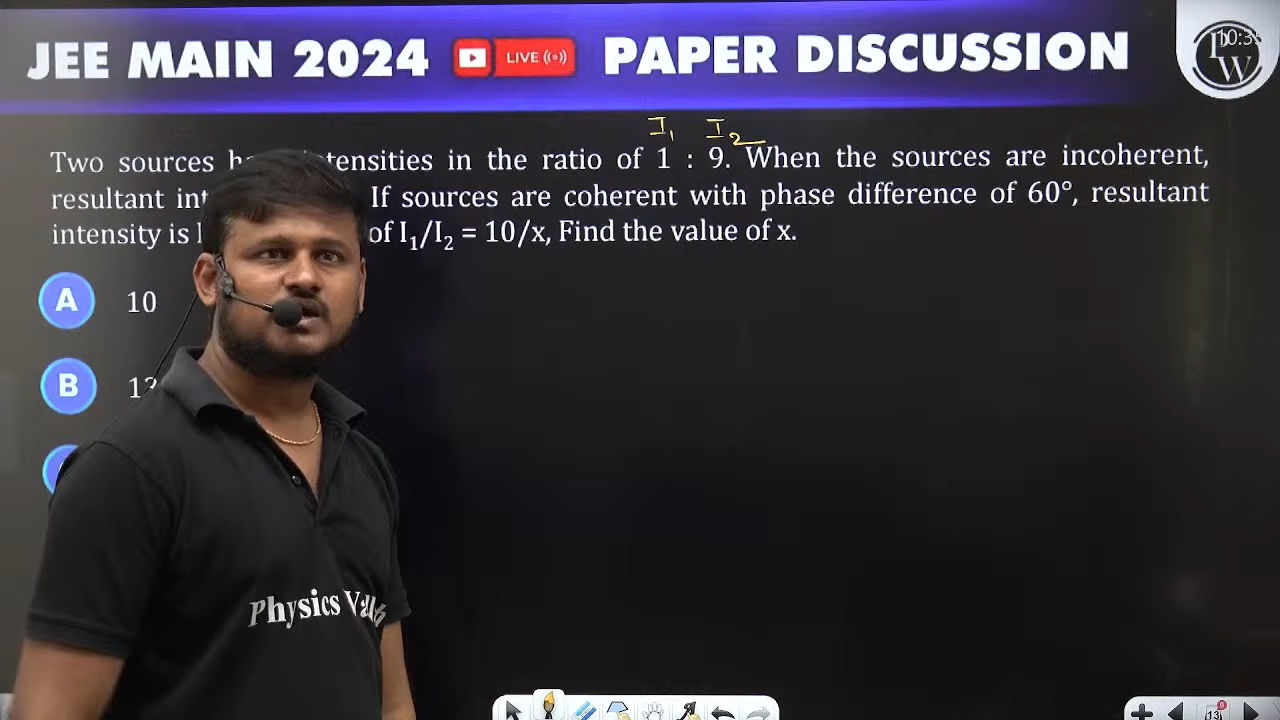 JEE MAIN 2024 LIVE PAPER DISCUSSION
I₁ I₂
Two sources intensities in the ratio of 1 : 9. When the sources are incoherent,
resultant If sources are coherent with phase difference of 60°, resultant
intensity is of I₁/I₂ = 10/x, Find the value of x.
A 10
B
Physics
13